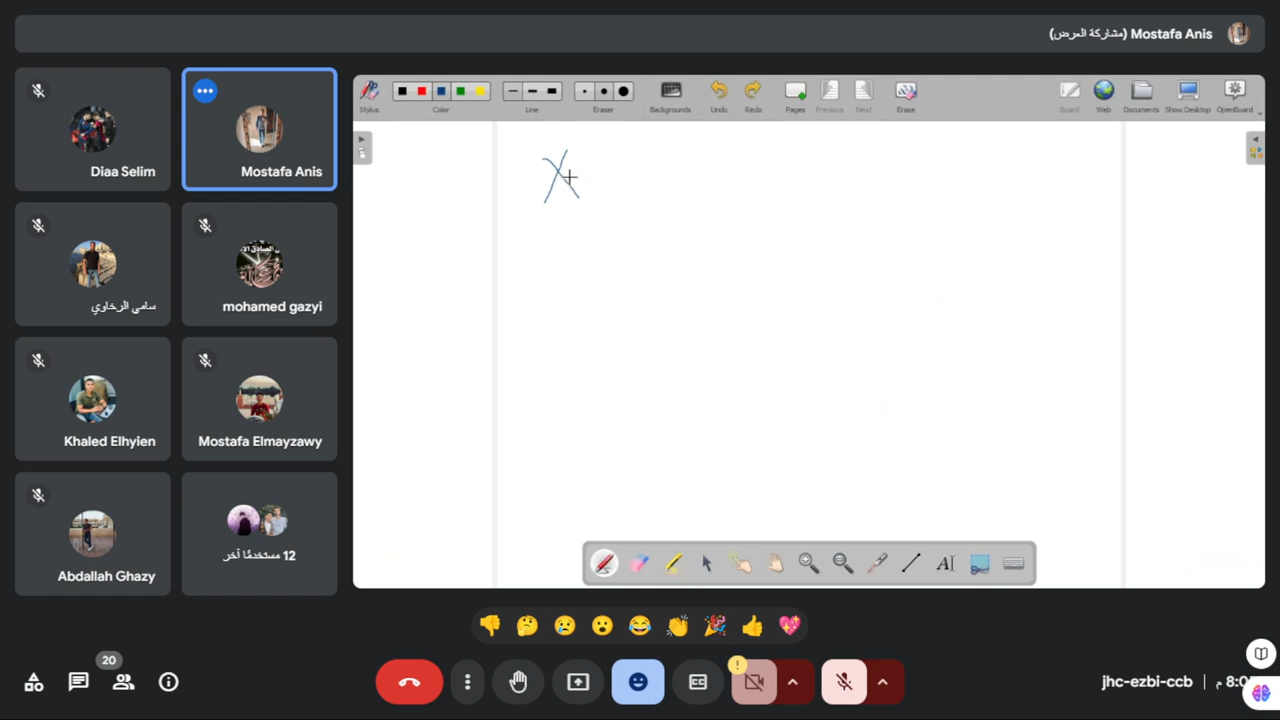 Mostafa Anis (مشاركة العرض)
Diaa Selim
Mostafa Anis
سامي الرخاوي
mohamed gazyi
Khaled Elhyien
Mostafa Elmayzawy
Abdallah Ghazy
12 مستخدمًا آخر
Stylus
Color
Line
Eraser
Backgrounds
Undo
Redo
Pages
Previous
Next
Erase
Board
Web
Documents
Show Desktop
OpenBoard
X
AI
20
CC
jhc-ezbi-ccb